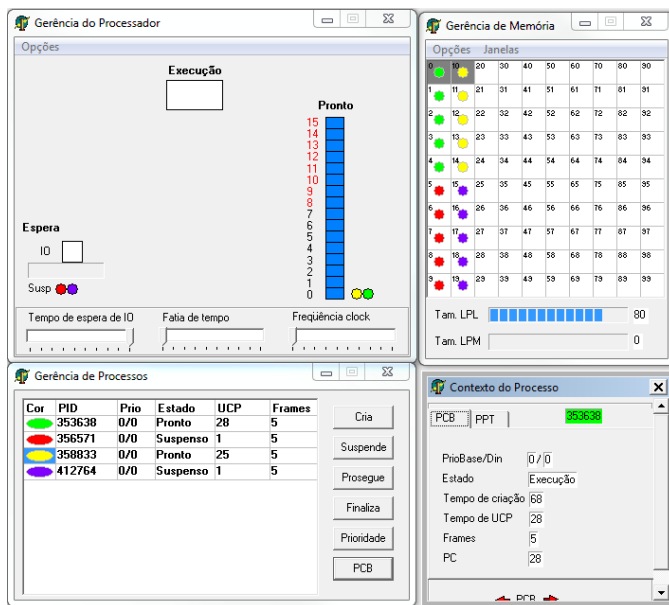 Gerência do Processador
Opções
Execução
Pronto
15
14
13
12
11
10
9
8
7
6
5
4
3
2
1
0
Espera
IO
Susp
Tempo de espera de IO Fatia de tempo Freqüência clock
Gerência de Memória
Opções Janelas
0 10 20 30 40 50 60 70 80 90
1 11 21 31 41 51 61 71 81 91
2 12 22 32 42 52 62 72 82 92
3 13 23 33 43 53 63 73 83 93
4 14 24 34 44 54 64 74 84 94
5 15 25 35 45 55 65 75 85 95
6 16 26 36 46 56 66 76 86 96
7 17 27 37 47 57 67 77 87 97
8 18 28 38 48 58 68 78 88 98
9 19 29 39 49 59 69 79 89 99
Tam. LPL 80
Tam. LPM 0
Gerência de Processos
Cor PID Prio Estado UCP Frames
353638 0/0 Pronto 28 5
356571 0/0 Suspenso 1 5
358833 0/0 Pronto 25 5
412764 0/0 Suspenso 1 5
Cria
Suspende
Prossegue
Finaliza
Prioridade
PCB
Contexto do Processo
PCB PPT 353638
PrioBase/Din 0 / 0
Estado Execução
Tempo de criação 68
Tempo de UCP 28
Frames 5
PC 28
PCB